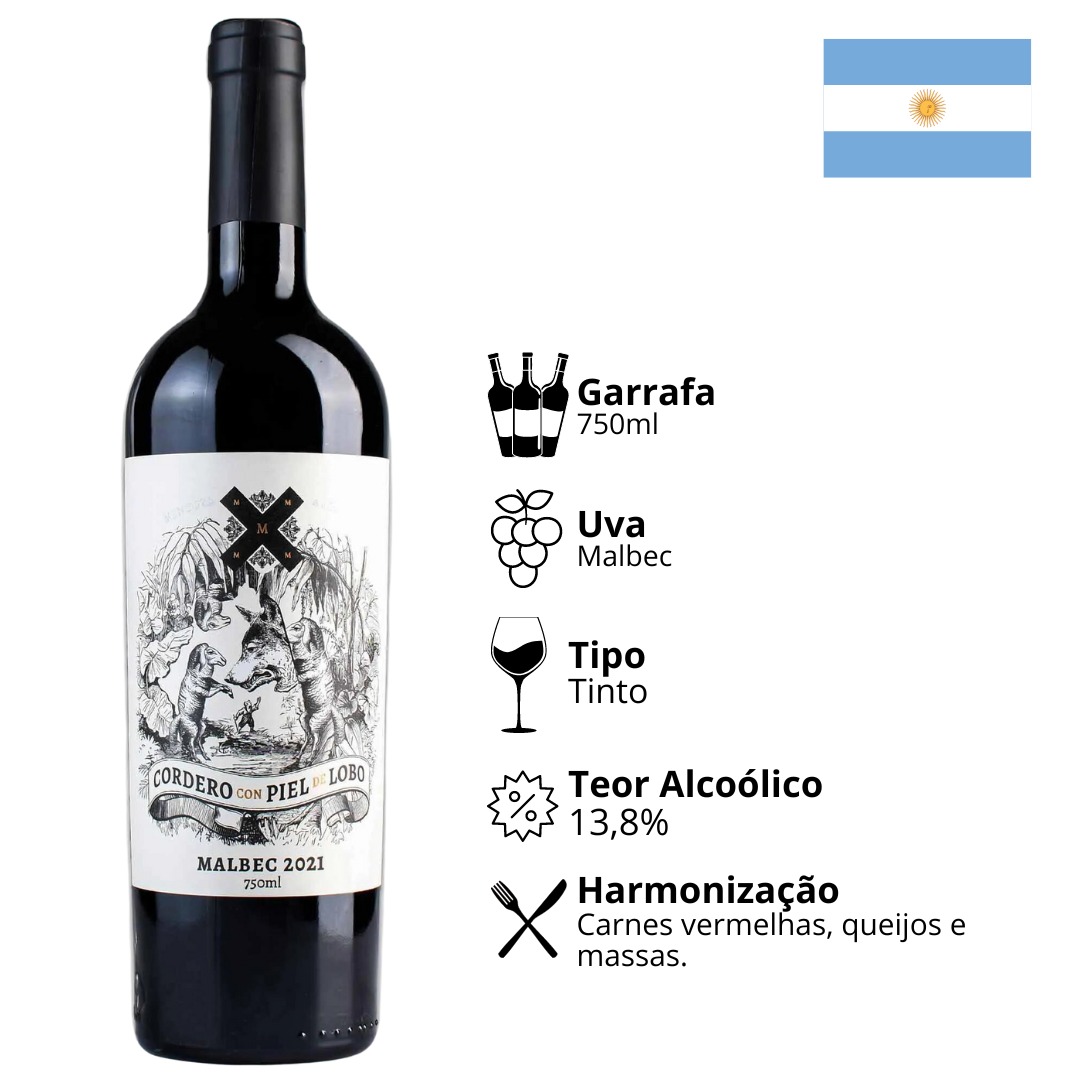 M M
M
M M
CORDERO CON PIEL DE LOBO
MALBEC 2021
750ml
Garrafa
750ml
Uva
Malbec
Tipo
Tinto
Teor Alcoólico
13,8%
Harmonização
Carnes vermelhas, queijos e
massas.